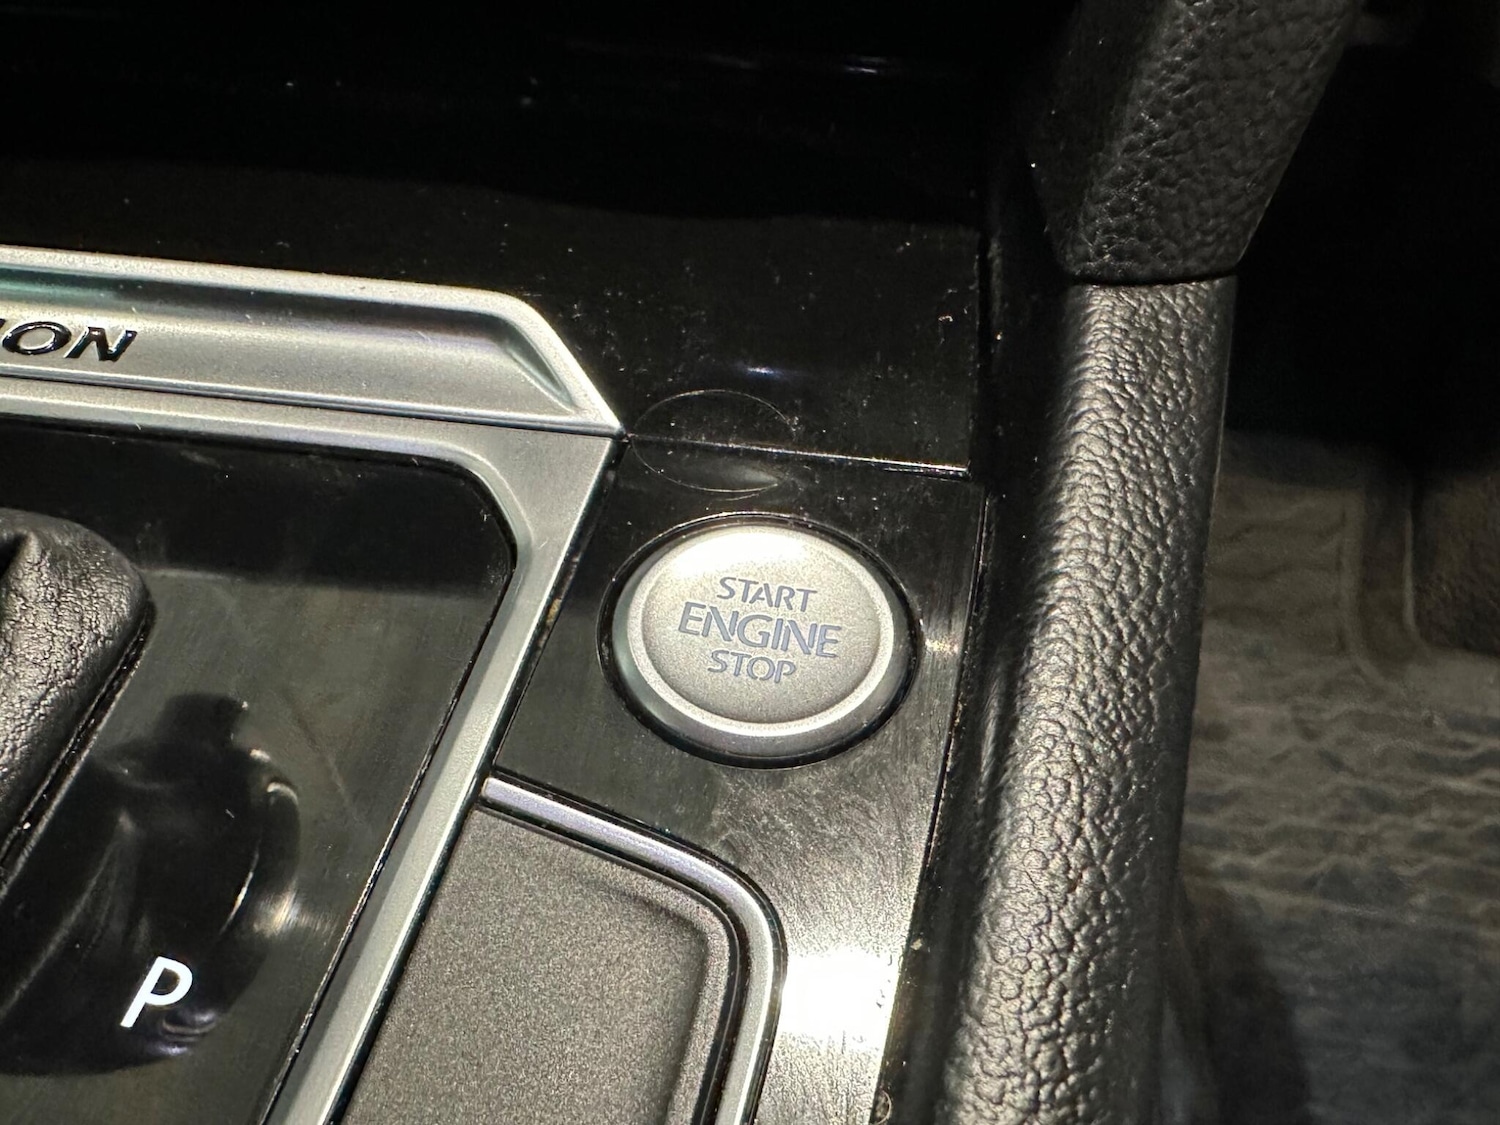 ION
START
ENGINE
STOP
P